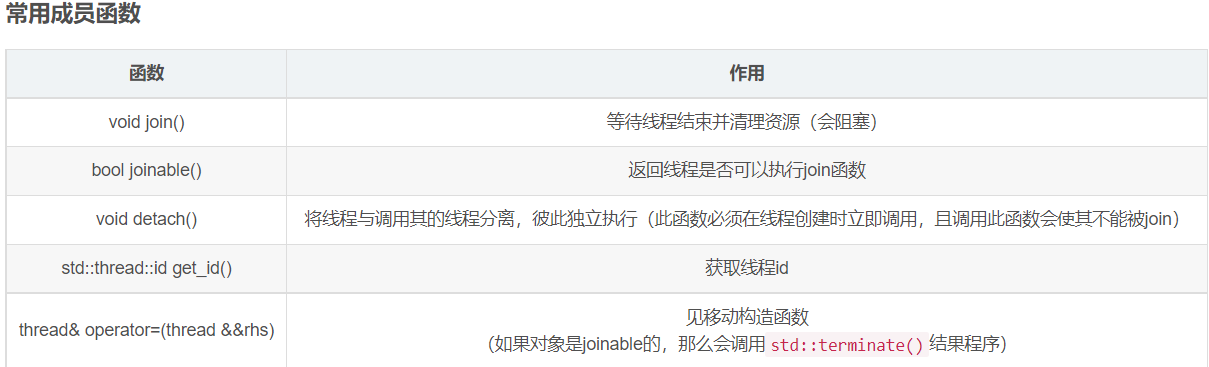 常用成员函数
函数 作用
void join() 等待线程结束并清理资源（会阻塞）
bool joinable() 返回线程是否可以执行join函数
void detach() 将线程与调用其的线程分离，彼此独立执行（此函数必须在线程创建时立即调用，且调用此函数会使其不能被join）
std::thread::id get_id() 获取线程id
thread& operator=(thread &&rhs) 见移动构造函数
（如果对象是joinable的，那么会调用std::terminate()结果程序）